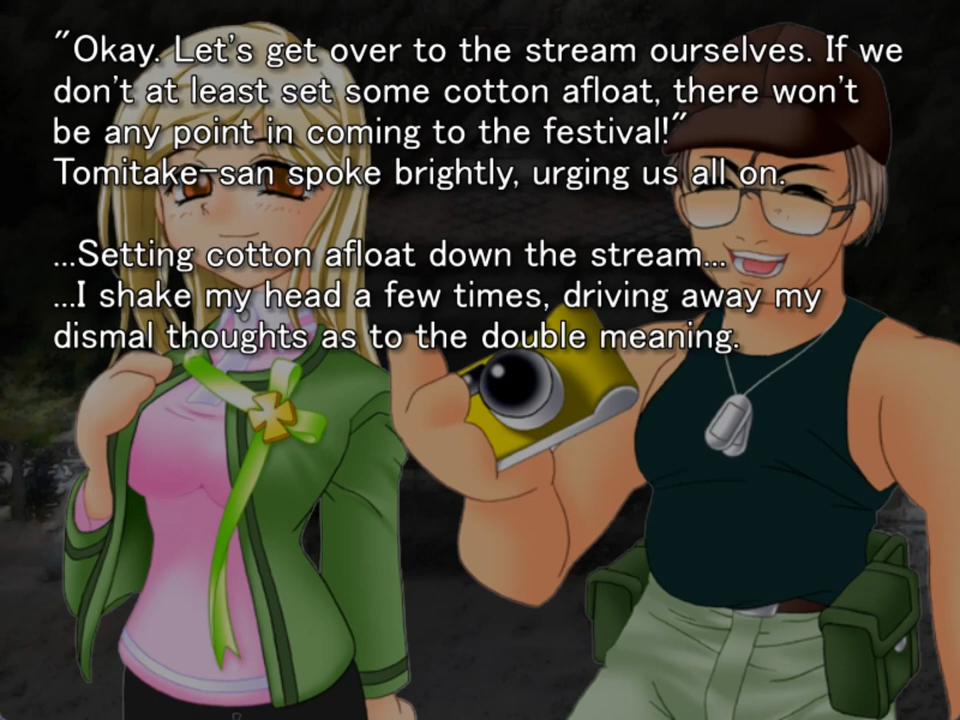 "Okay. Let's get over to the stream ourselves. If we
don't at least set some cotton afloat, there won't
be any point in coming to the festival!"
Tomitake-san spoke brightly, urging us all on.
...Setting cotton afloat down the stream...
...I shake my head a few times, driving away my
dismal thoughts as to the double meaning.